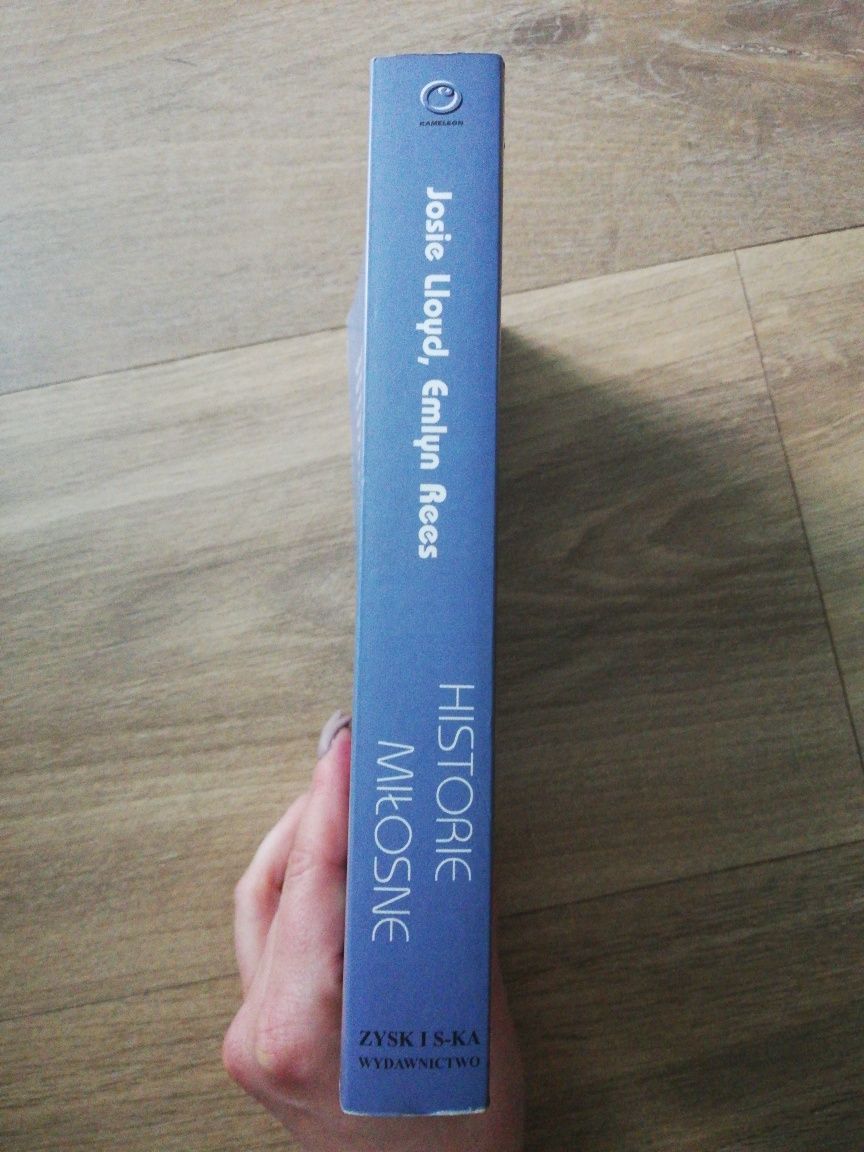 KAMELEON
Josie Lloyd, Emlyn Rees
HISTORIE
MIŁOSNE
ZYSK I S-KA
WYDAWNICTWO